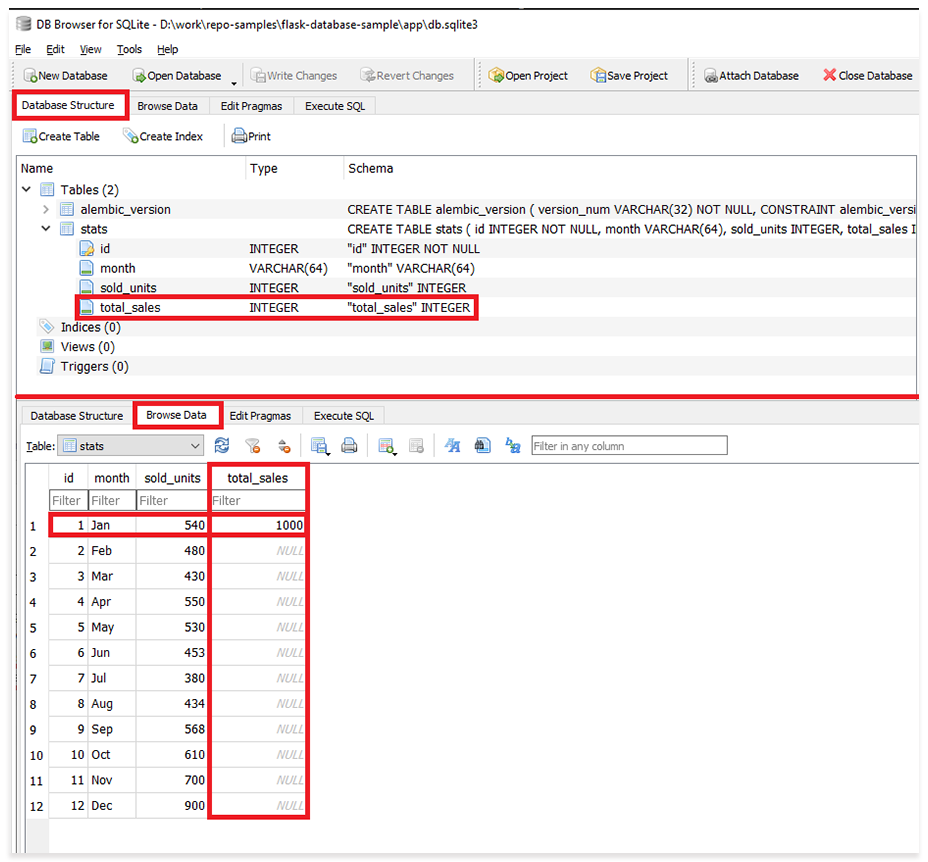 DB Browser for SQLite - D:\work\repo-samples\flask-database-sample\app\db.sqlite3
File Edit View Tools Help
New Database Open Database Write Changes Revert Changes Open Project Save Project Attach Database Close Database
Database Structure Browse Data Edit Pragmas Execute SQL
Create Table Create Index Print
Name Type Schema
Tables (2)
alembic_version CREATE TABLE alembic_version ( version_num VARCHAR(32) NOT NULL, CONSTRAINT alembic_versi
stats CREATE TABLE stats ( id INTEGER NOT NULL, month VARCHAR(64), sold_units INTEGER, total_sales I
id INTEGER "id" INTEGER NOT NULL
month VARCHAR(64) "month" VARCHAR(64)
sold_units INTEGER "sold_units" INTEGER
total_sales INTEGER "total_sales" INTEGER
Indices (0)
Views (0)
Triggers (0)
Database Structure Browse Data Edit Pragmas Execute SQL
Table: stats Filter in any column
id month sold_units total_sales
Filter Filter Filter Filter
1 1 Jan 540 1000
2 2 Feb 480 NULL
3 3 Mar 430 NULL
4 4 Apr 550 NULL
5 5 May 530 NULL
6 6 Jun 453 NULL
7 7 Jul 380 NULL
8 8 Aug 434 NULL
9 9 Sep 568 NULL
10 10 Oct 610 NULL
11 11 Nov 700 NULL
12 12 Dec 900 NULL